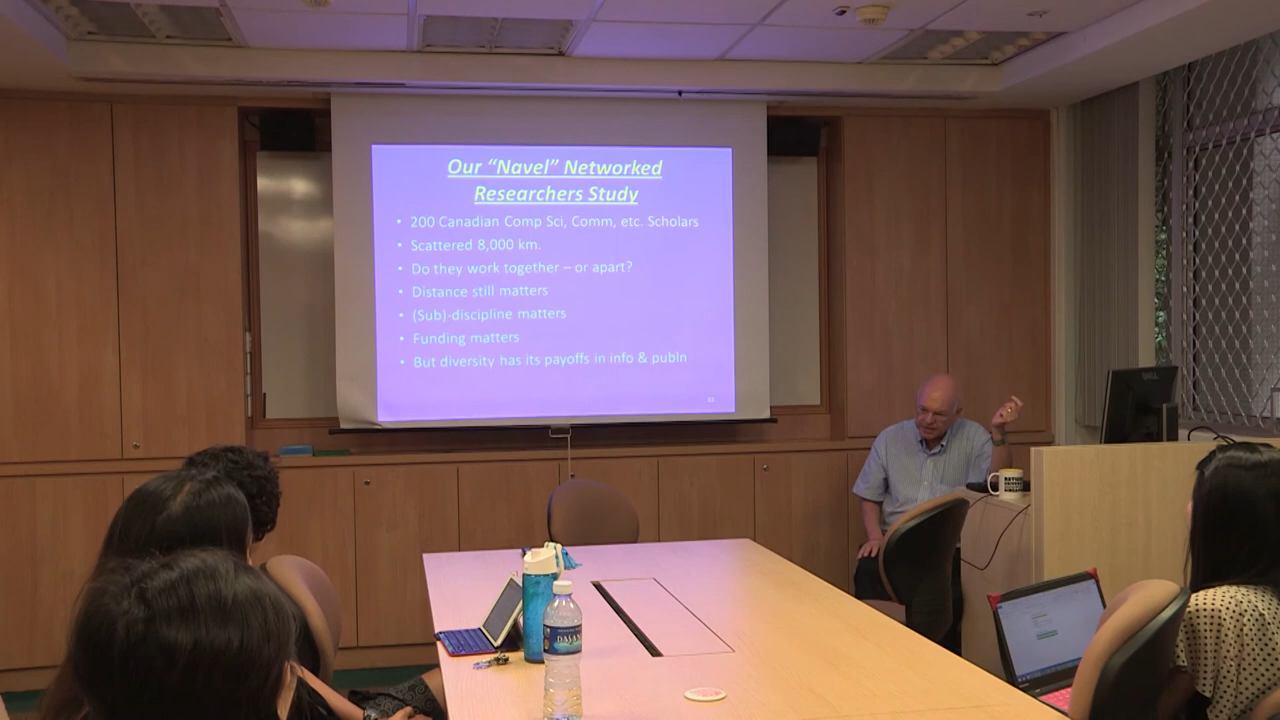 Our “Navel” Networked
Researchers Study
• 200 Canadian Comp Sci, Comm, etc. Scholars
• Scattered 8,000 km.
• Do they work together – or apart?
• Distance still matters
• (Sub)-discipline matters
• Funding matters
• But diversity has its payoffs in info & publn
DELL
DASANI